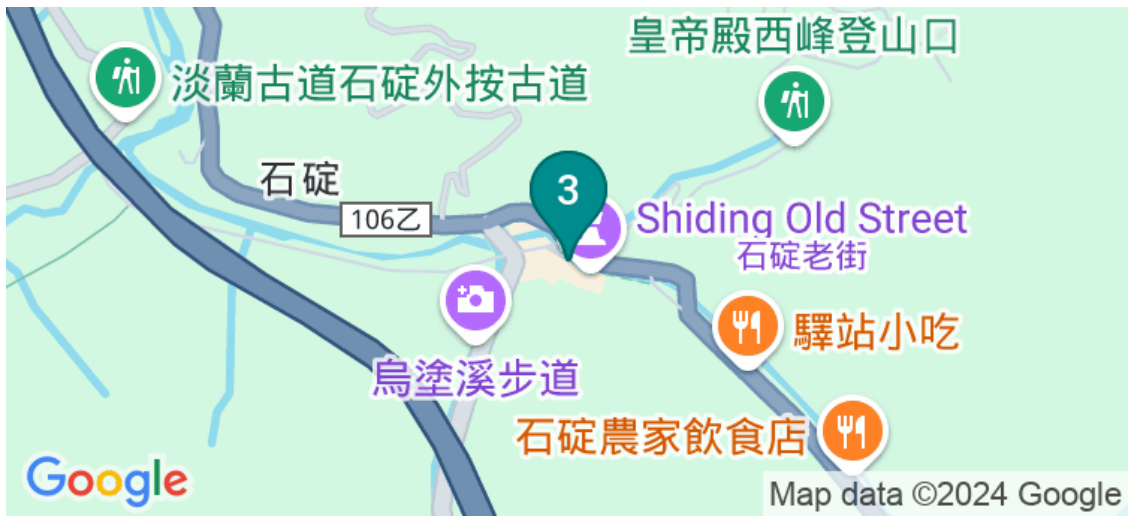 皇帝殿西峰登山口
淡蘭古道石碇外按古道
石碇
3
106乙
Shiding Old Street
石碇老街
烏塗溪步道
驛站小吃
石碇農家飲食店
Google
Map data ©2024 Google